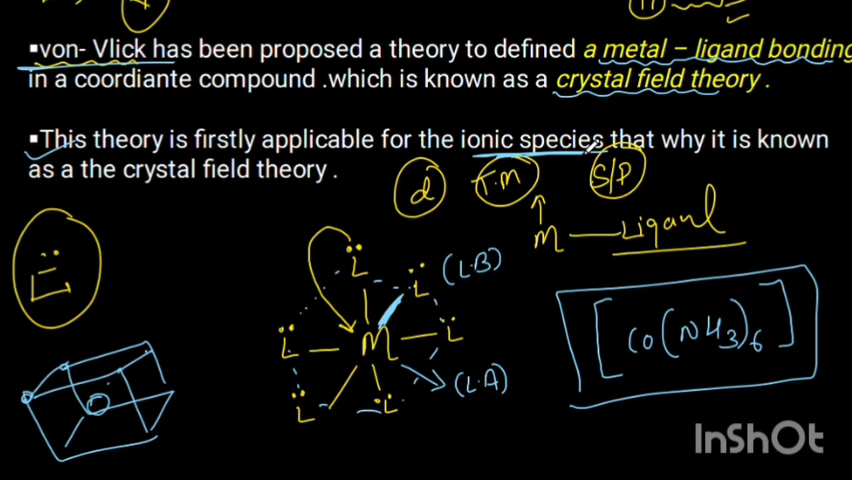 ▪von- Vlick has been proposed a theory to defined a metal – ligand bonding
in a coordiante compound .which is known as a crystal field theory .
▪This theory is firstly applicable for the ionic species that why it is known
as a the crystal field theory .
d T.M S/P
M — Ligand
L
L (L.B)
L M L
L L (L.A)
L
[CO(NH3)6]
InShOt